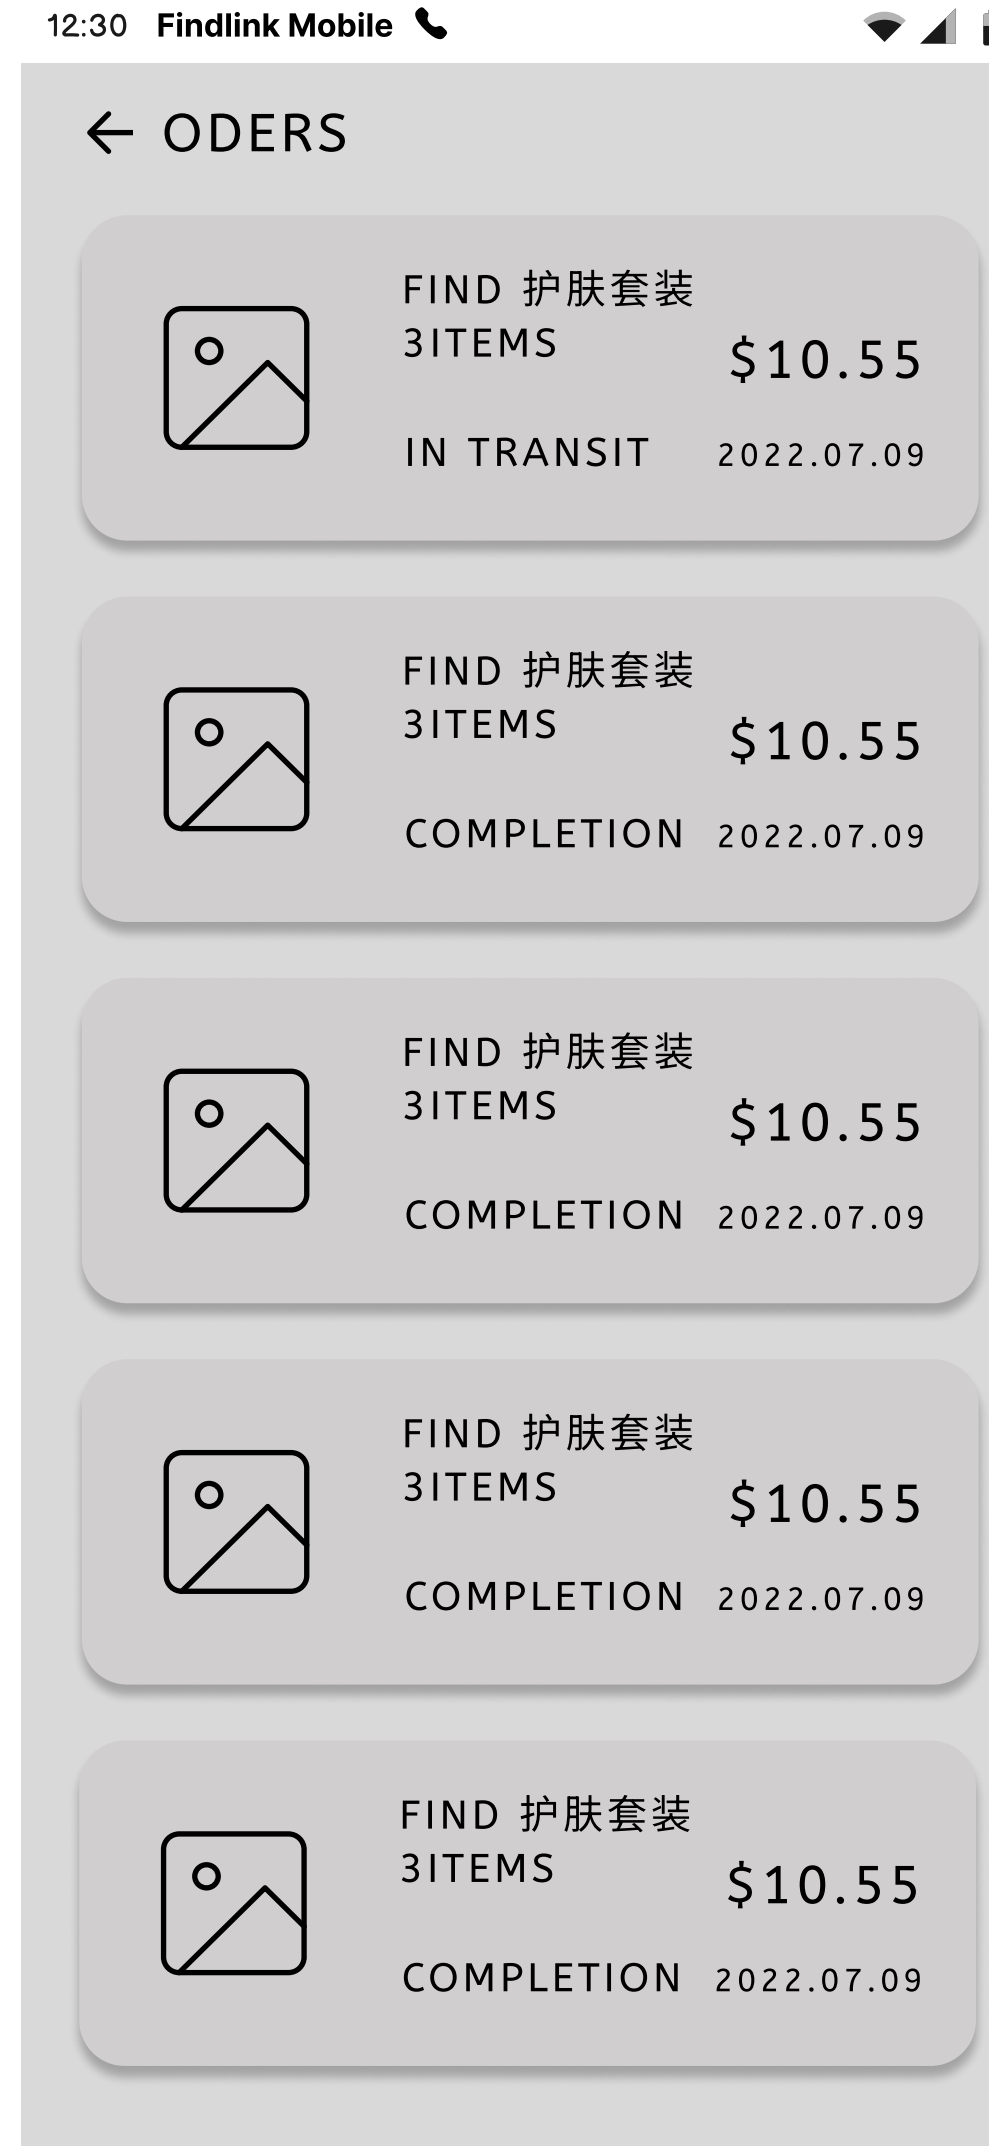 12:30 Findlink Mobile
ODERS
FIND 护肤套装
3ITEMS
$10.55
IN TRANSIT 2022.07.09
FIND 护肤套装
3ITEMS
$10.55
COMPLETION 2022.07.09
FIND 护肤套装
3ITEMS
$10.55
COMPLETION 2022.07.09
FIND 护肤套装
3ITEMS
$10.55
COMPLETION 2022.07.09
FIND 护肤套装
3ITEMS
$10.55
COMPLETION 2022.07.09